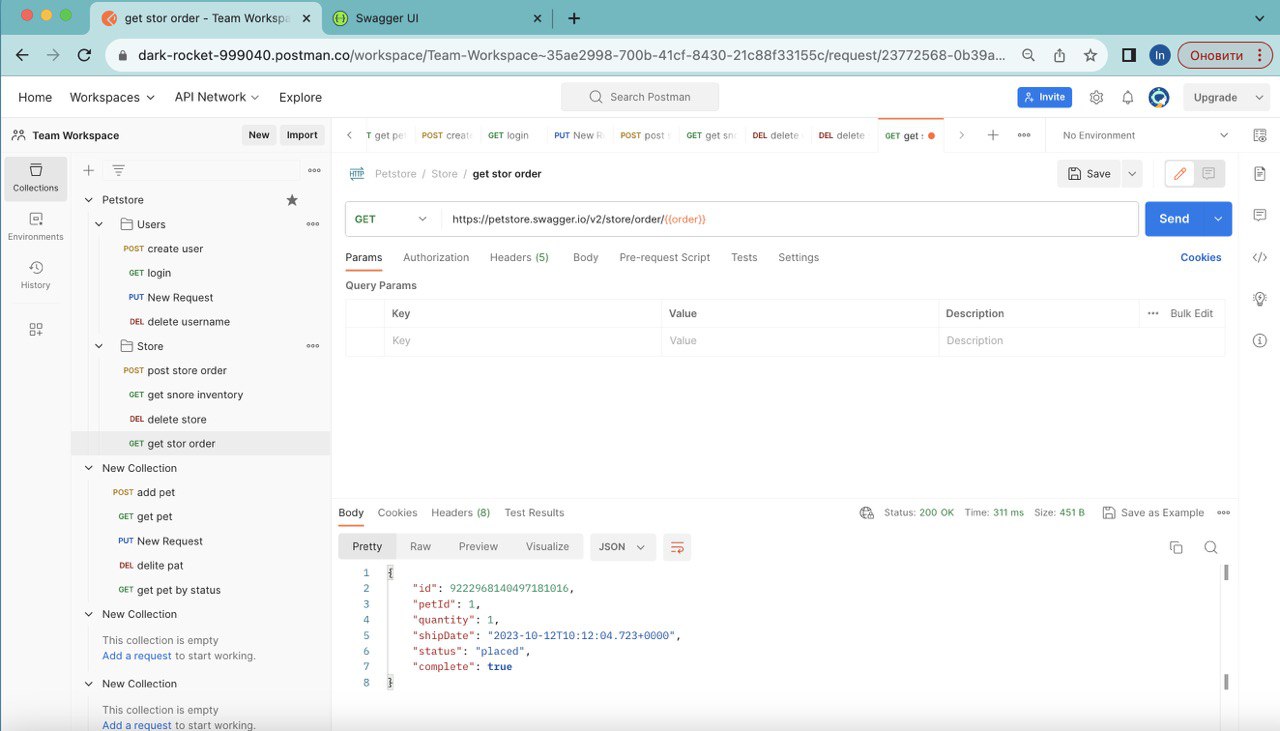 get stor order - Team Workspa
Swagger UI
dark-rocket-999040.postman.co/workspace/Team-Workspace~35ae2998-700b-41cf-8430-21c88f33155c/request/23772568-0b39a...
In
Оновити
Home Workspaces API Network Explore
Search Postman
Invite
Upgrade
Team Workspace
New Import
T get pe POST create GET login PUT New R POST post s GET get sno DEL delete DEL delete GET get s
No Environment
Collections
Environments
History
Petstore
Users
POST create user
GET login
PUT New Request
DEL delete username
Store
POST post store order
GET get snore inventory
DEL delete store
GET get stor order
New Collection
POST add pet
GET get pet
PUT New Request
DEL delite pat
GET get pet by status
New Collection
This collection is empty
Add a request to start working.
New Collection
This collection is empty
Add a request to start working.
HTTP Petstore / Store / get stor order
Save
GET https://petstore.swagger.io/v2/store/order/{{order}}
Send
Params Authorization Headers (5) Body Pre-request Script Tests Settings Cookies
Query Params
Key Value Description Bulk Edit
Key Value Description
Body Cookies Headers (8) Test Results
Status: 200 OK Time: 311 ms Size: 451 B Save as Example
Pretty Raw Preview Visualize JSON
1 {
2 "id": 9222968140497181016,
3 "petId": 1,
4 "quantity": 1,
5 "shipDate": "2023-10-12T10:12:04.723+0000",
6 "status": "placed",
7 "complete": true
8 }